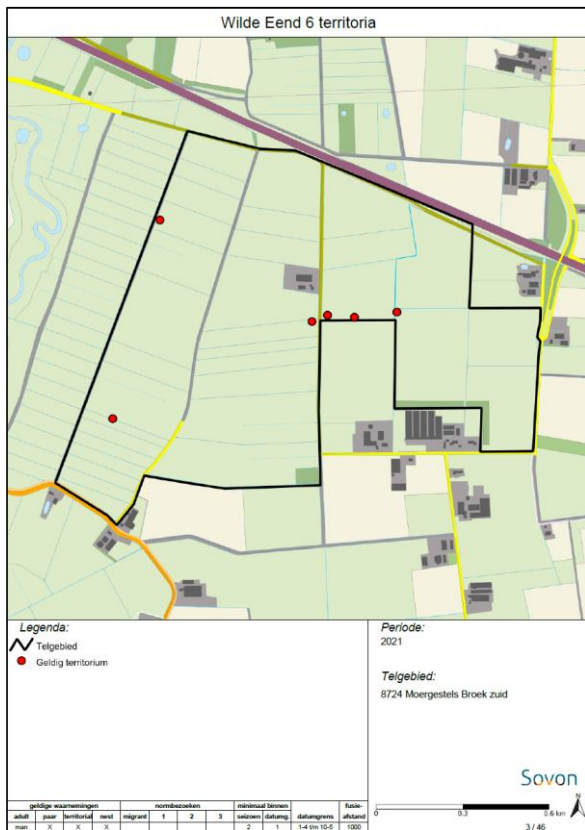 Wilde Eend 6 territoria
Legenda:
Telgebied
Geldig territorium
Periode:
2021
Telgebied:
8724 Moergestels Broek zuid
Sovon
N
0 0.3 0.6 km
3 / 46
geldige waarnemingen normbezoeken minimaal binnen fusie-
adult paar territoriaal nest migrant 1 2 3 seizoen datumg. datumgrens afstand
man X X X 2 1 1-4 t/m 10-5 1000